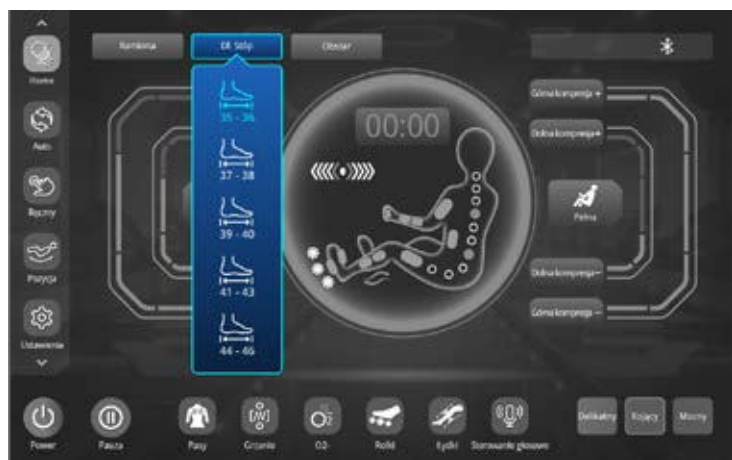 Ramiona
Dł. Stóp
Obszar
Home
Auto
Ręczny
Pozycja
Ustawienia
35 - 36
37 - 38
39 - 40
41 - 43
44 - 46
00:00
Górna kompresja +
Dolna kompresja +
Pełna
Dolna kompresja –
Górna kompresja –
Power
Pauza
Pasy
Grzanie
O2-
Rolki
Łydki
Sterowanie głosowe
Delikatny
Kojący
Mocny